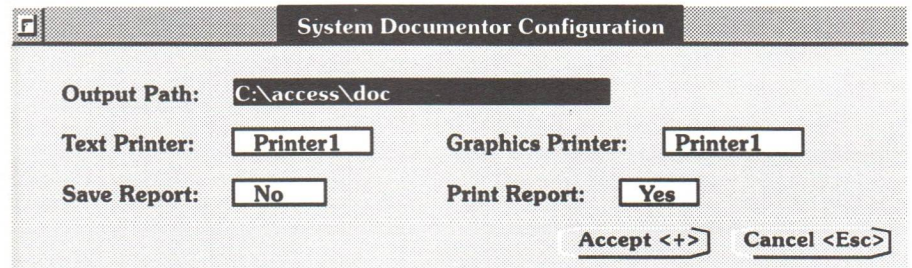 System Documentor Configuration
Output Path: C:\access\doc
Text Printer: Printer1 Graphics Printer: Printer1
Save Report: No Print Report: Yes
Accept <+> Cancel <Esc>